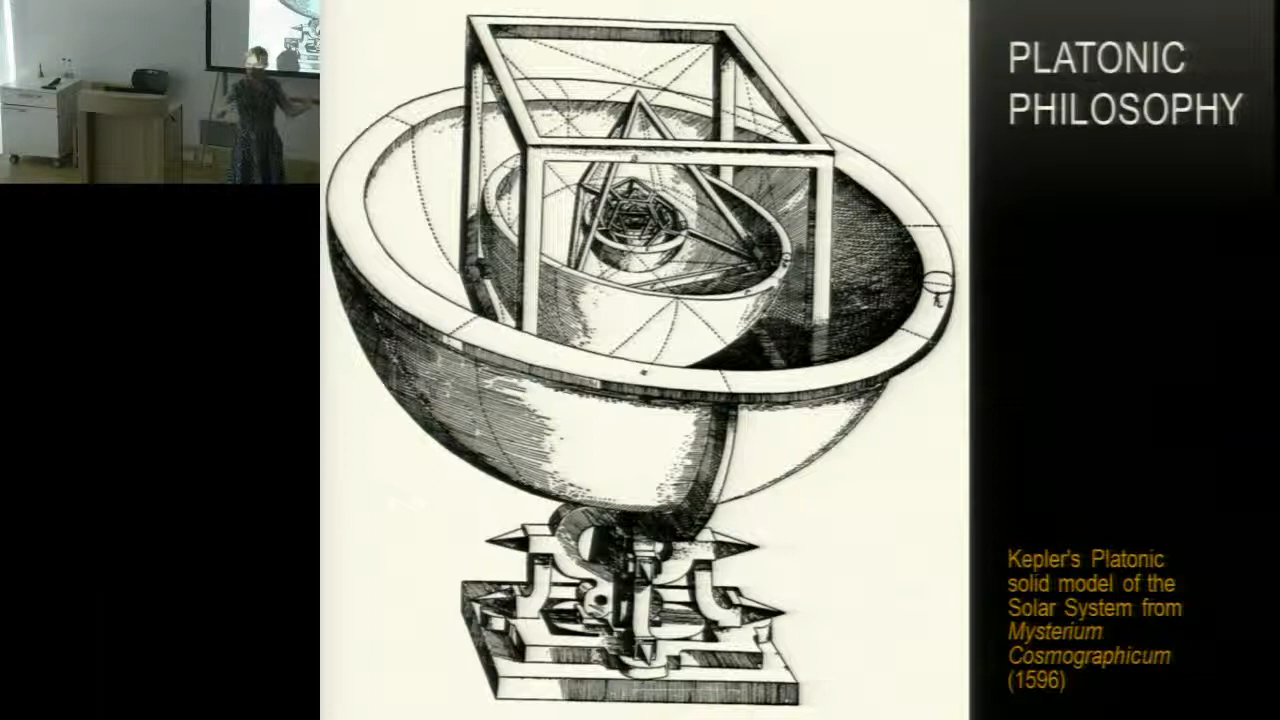 PLATONIC
PHILOSOPHY
Kepler's Platonic
solid model of the
Solar System from
Mysterium
Cosmographicum
(1596)